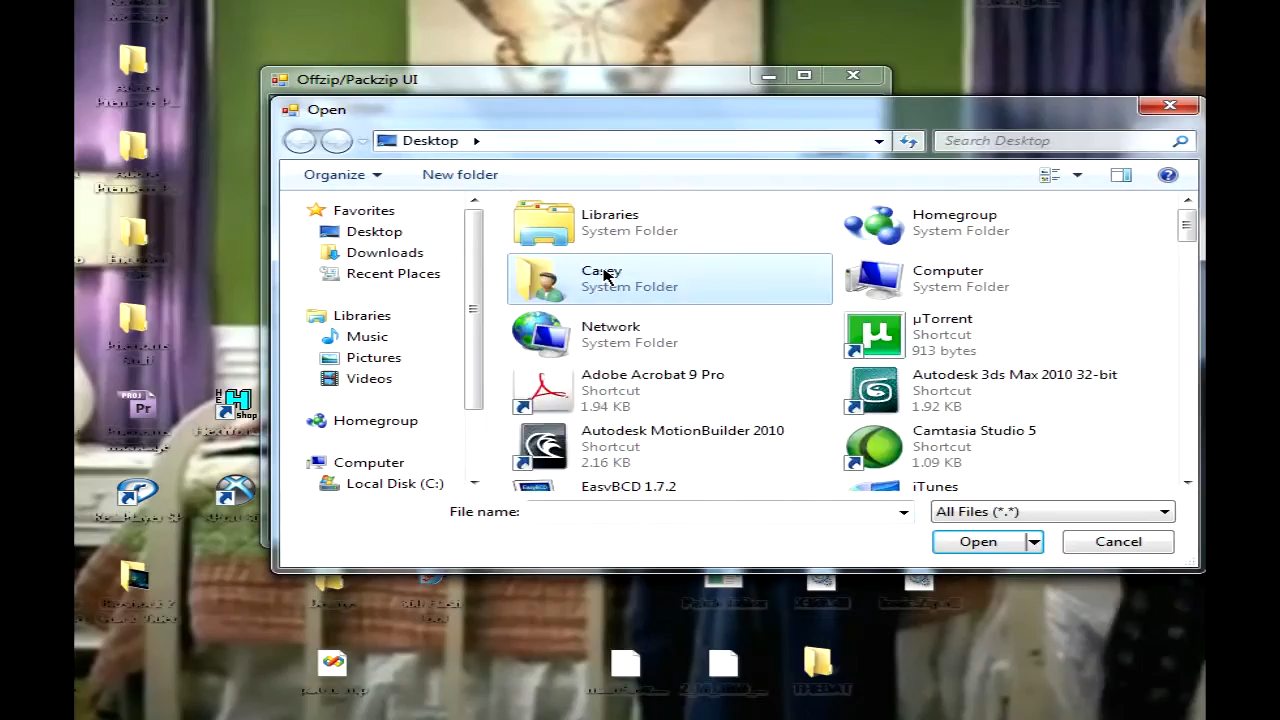 Offzip/Packzip UI
Open
Desktop
Search Desktop
Organize
New folder
Favorites
Desktop
Downloads
Recent Places
Libraries
Music
Pictures
Videos
Homegroup
Computer
Local Disk (C:)
Libraries
System Folder
Homegroup
System Folder
Casey
System Folder
Computer
System Folder
Network
System Folder
µTorrent
Shortcut
913 bytes
Adobe Acrobat 9 Pro
Shortcut
1.94 KB
Autodesk 3ds Max 2010 32-bit
Shortcut
1.92 KB
Autodesk MotionBuilder 2010
Shortcut
2.16 KB
Camtasia Studio 5
Shortcut
1.09 KB
EasyBCD 1.7.2
iTunes
File name:
All Files (*.*)
Open
Cancel
PROJ
Pr